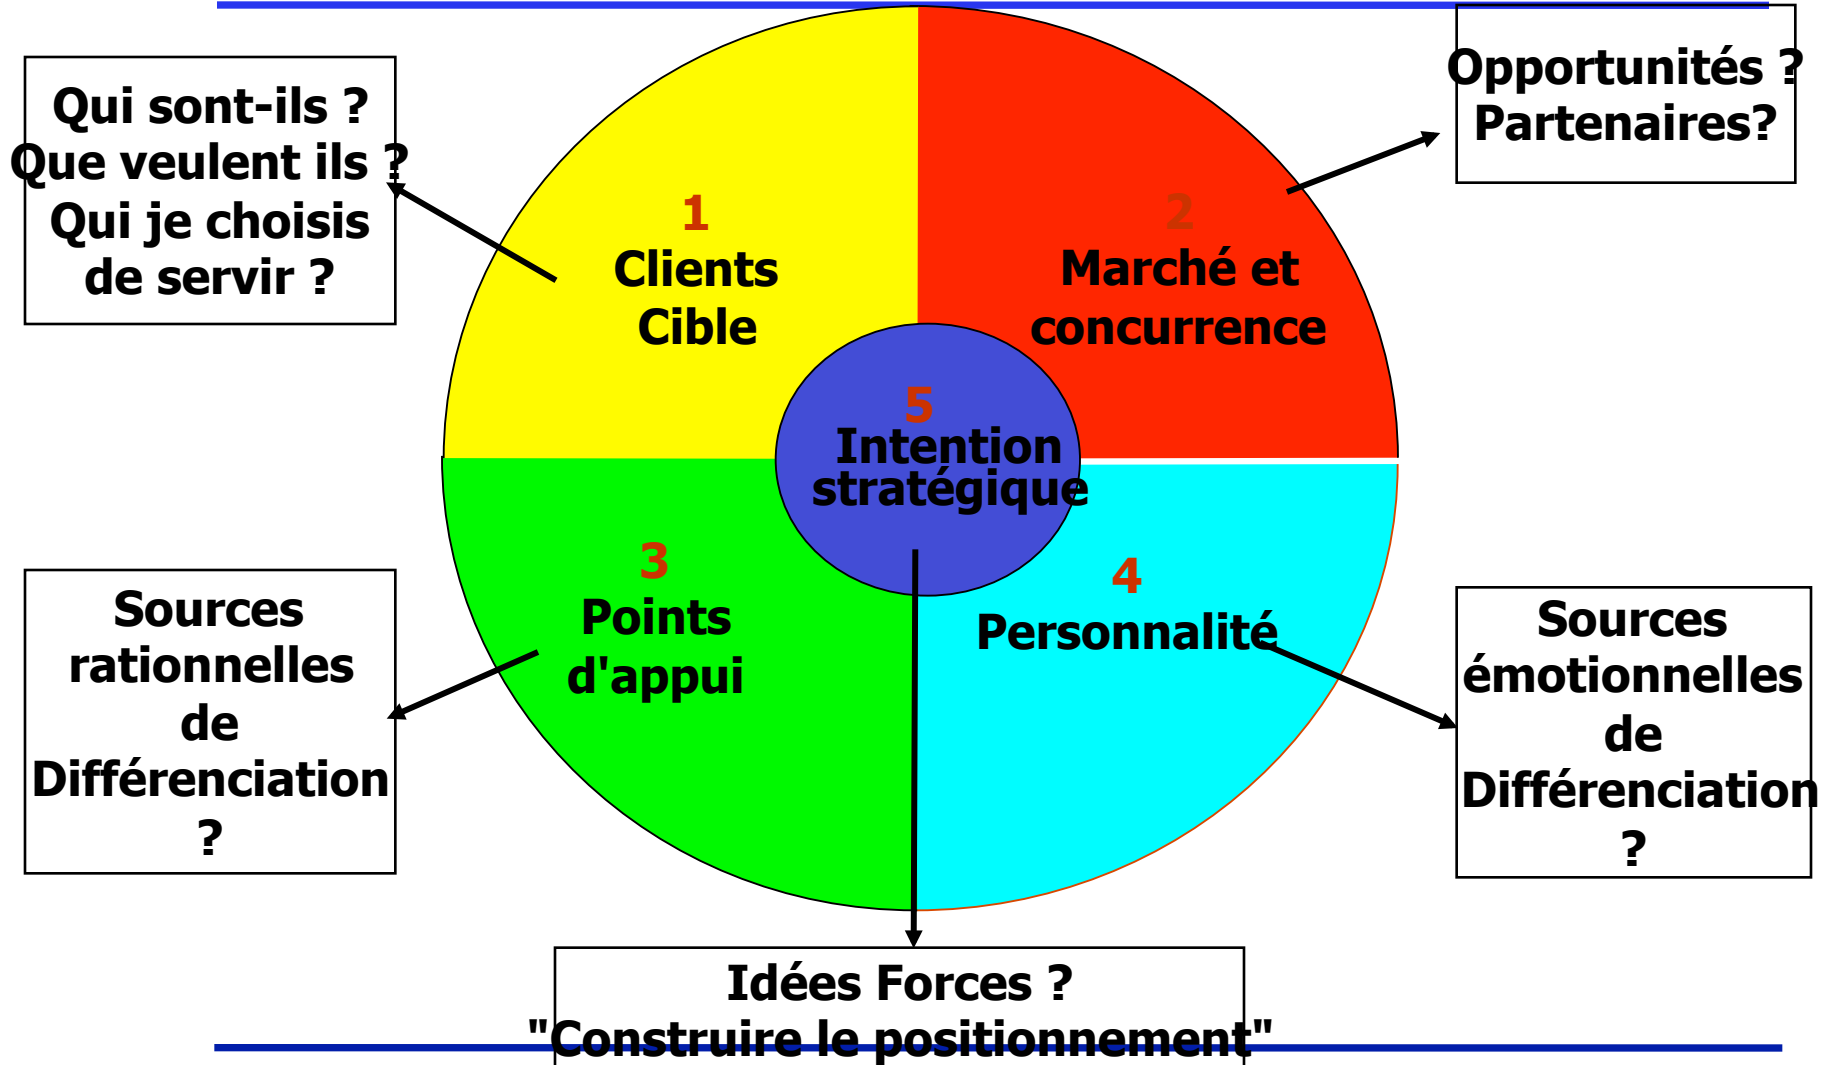 Qui sont-ils ?
Que veulent ils ?
Qui je choisis
de servir ?
Opportunités ?
Partenaires?
1
Clients
Cible
2
Marché et
concurrence
5
Intention
stratégique
3
Points
d'appui
4
Personnalité
Sources
rationnelles
de
Différenciation
?
Sources
émotionnelles
de
Différenciation
?
Idées Forces ?
"Construire le positionnement"